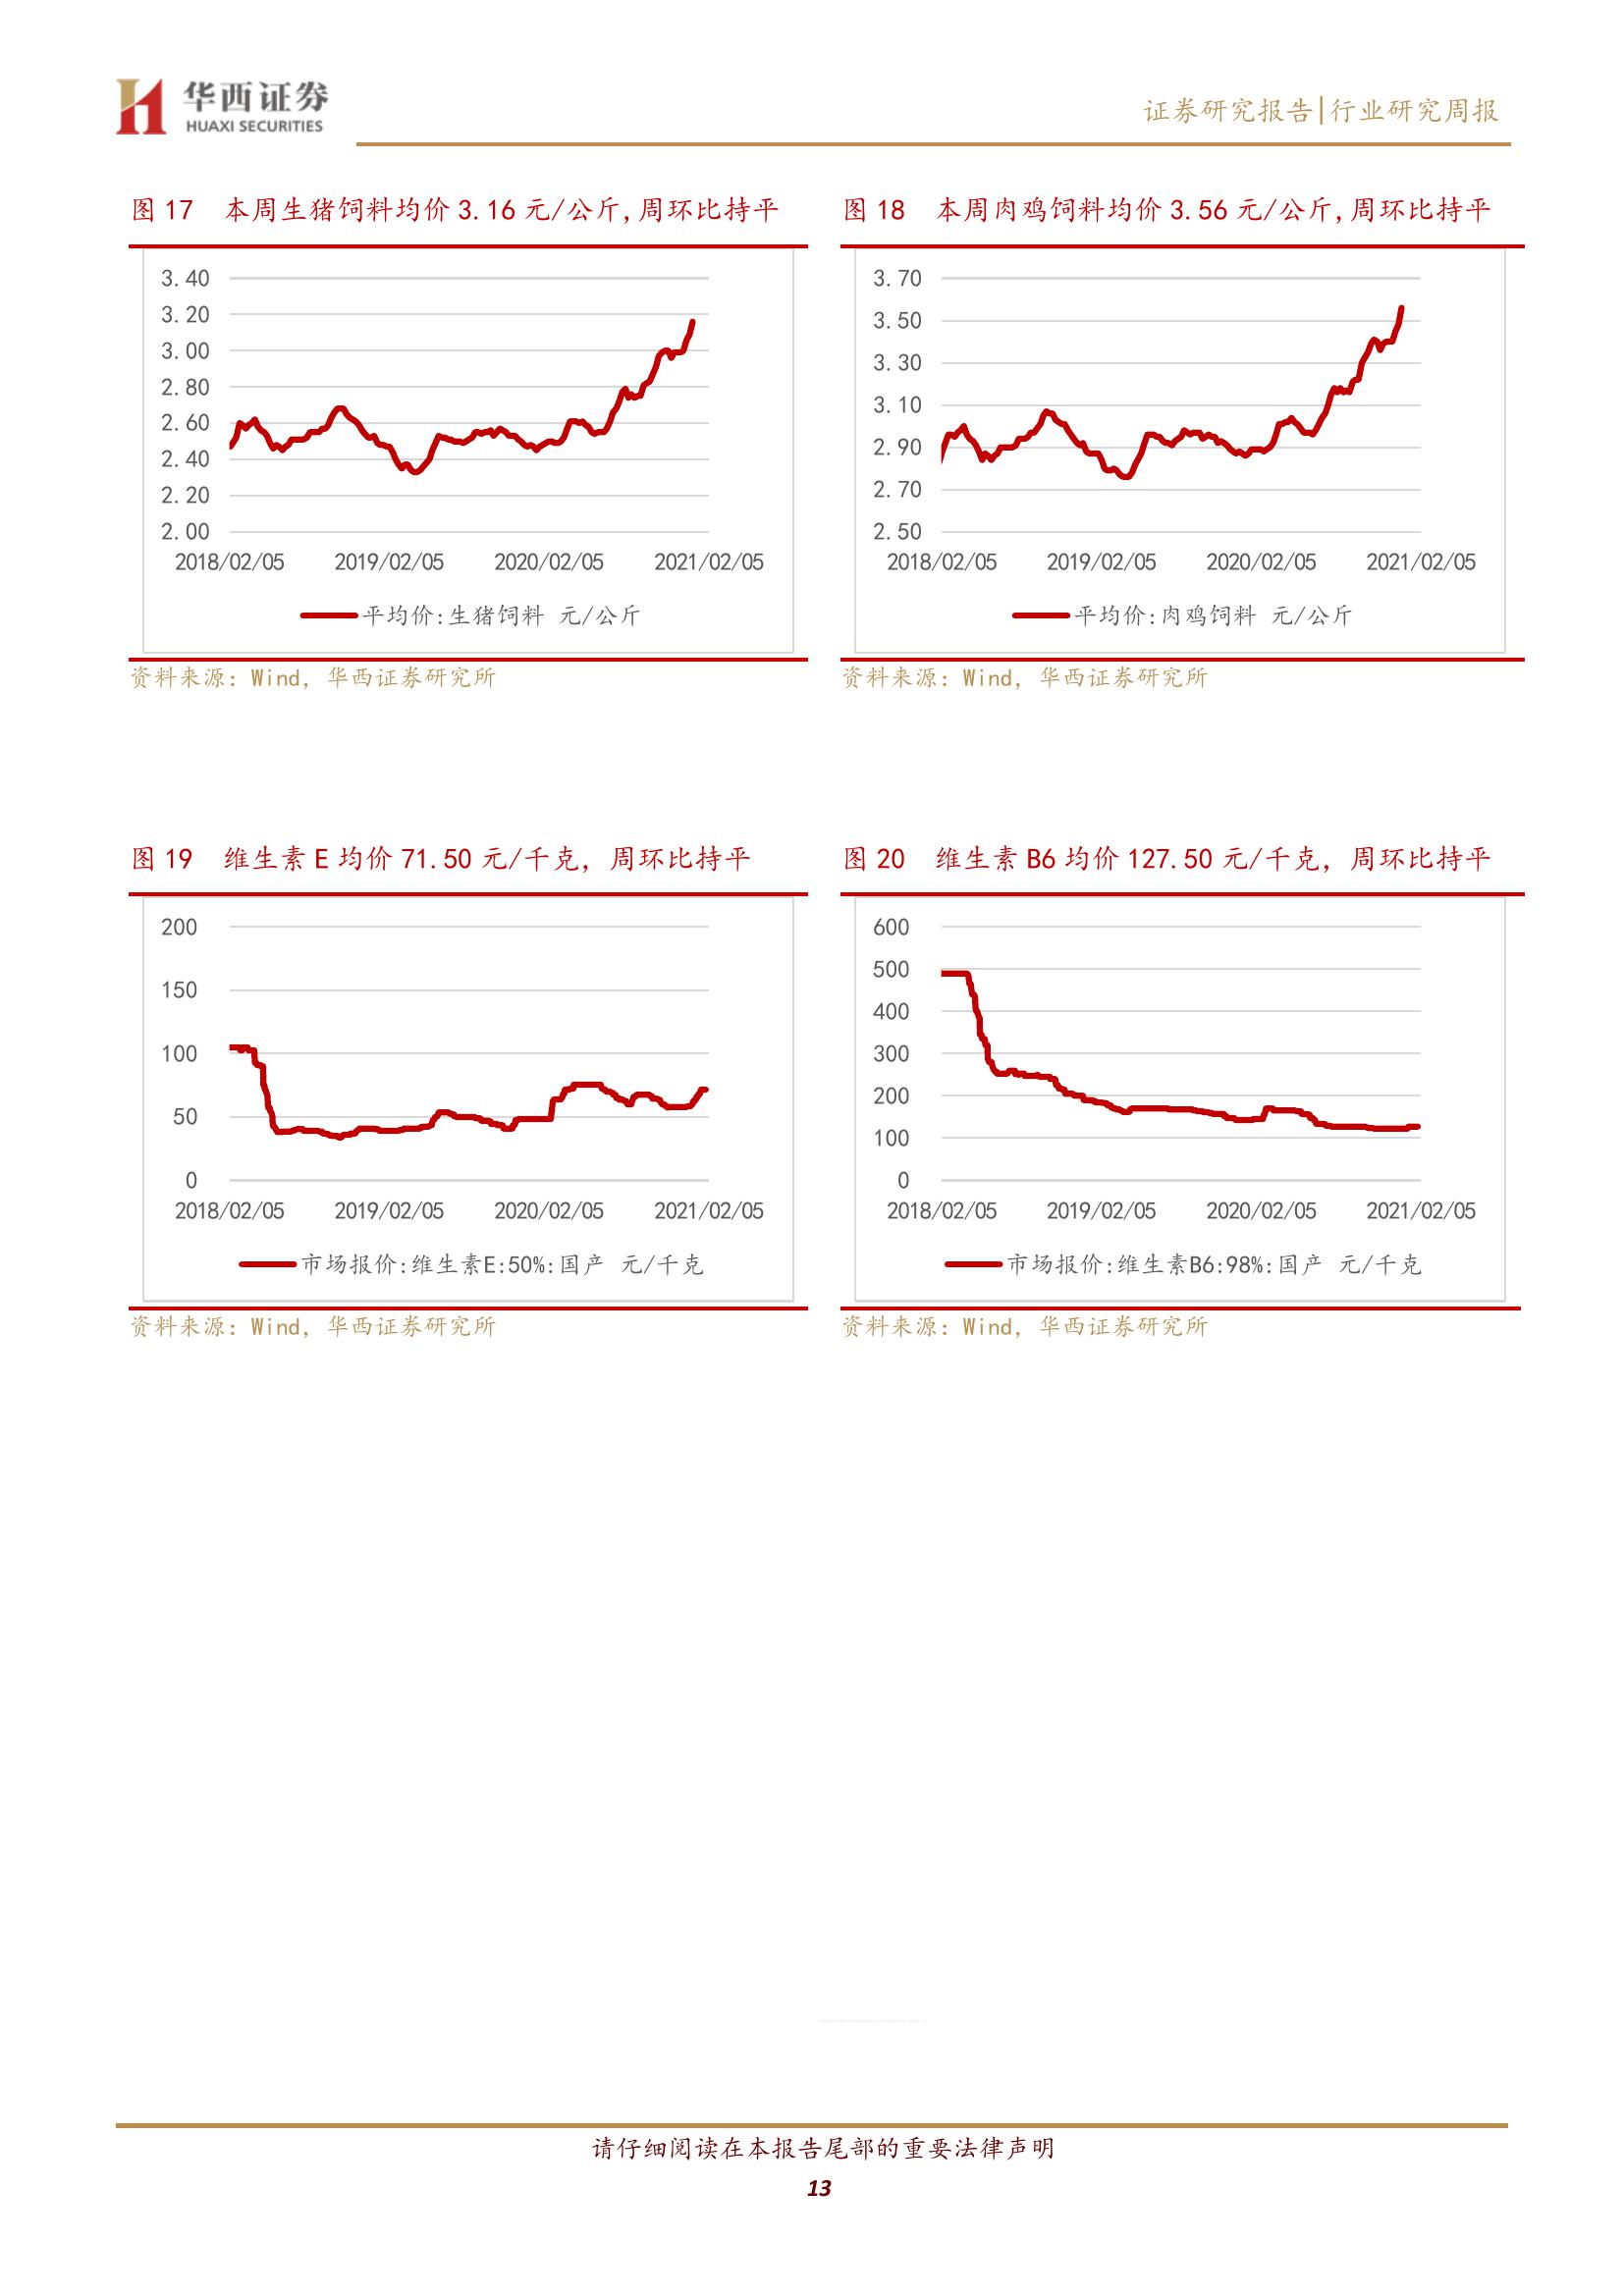 华西证券
HUAXI SECURITIES
证券研究报告|行业研究周报
图 17 本周生猪饲料均价 3.16 元/公斤,周环比持平
3.40
3.20
3.00
2.80
2.60
2.40
2.20
2.00
2018/02/05 2019/02/05 2020/02/05 2021/02/05
平均价:生猪饲料 元/公斤
资料来源：Wind，华西证券研究所
图 18 本周肉鸡饲料均价 3.56 元/公斤,周环比持平
3.70
3.50
3.30
3.10
2.90
2.70
2.50
2018/02/05 2019/02/05 2020/02/05 2021/02/05
平均价:肉鸡饲料 元/公斤
资料来源：Wind，华西证券研究所
图 19 维生素 E 均价 71.50 元/千克，周环比持平
200
150
100
50
0
2018/02/05 2019/02/05 2020/02/05 2021/02/05
市场报价:维生素E:50%:国产 元/千克
资料来源：Wind，华西证券研究所
图 20 维生素 B6 均价 127.50 元/千克，周环比持平
600
500
400
300
200
100
0
2018/02/05 2019/02/05 2020/02/05 2021/02/05
市场报价:维生素B6:98%:国产 元/千克
资料来源：Wind，华西证券研究所
请仔细阅读在本报告尾部的重要法律声明
13